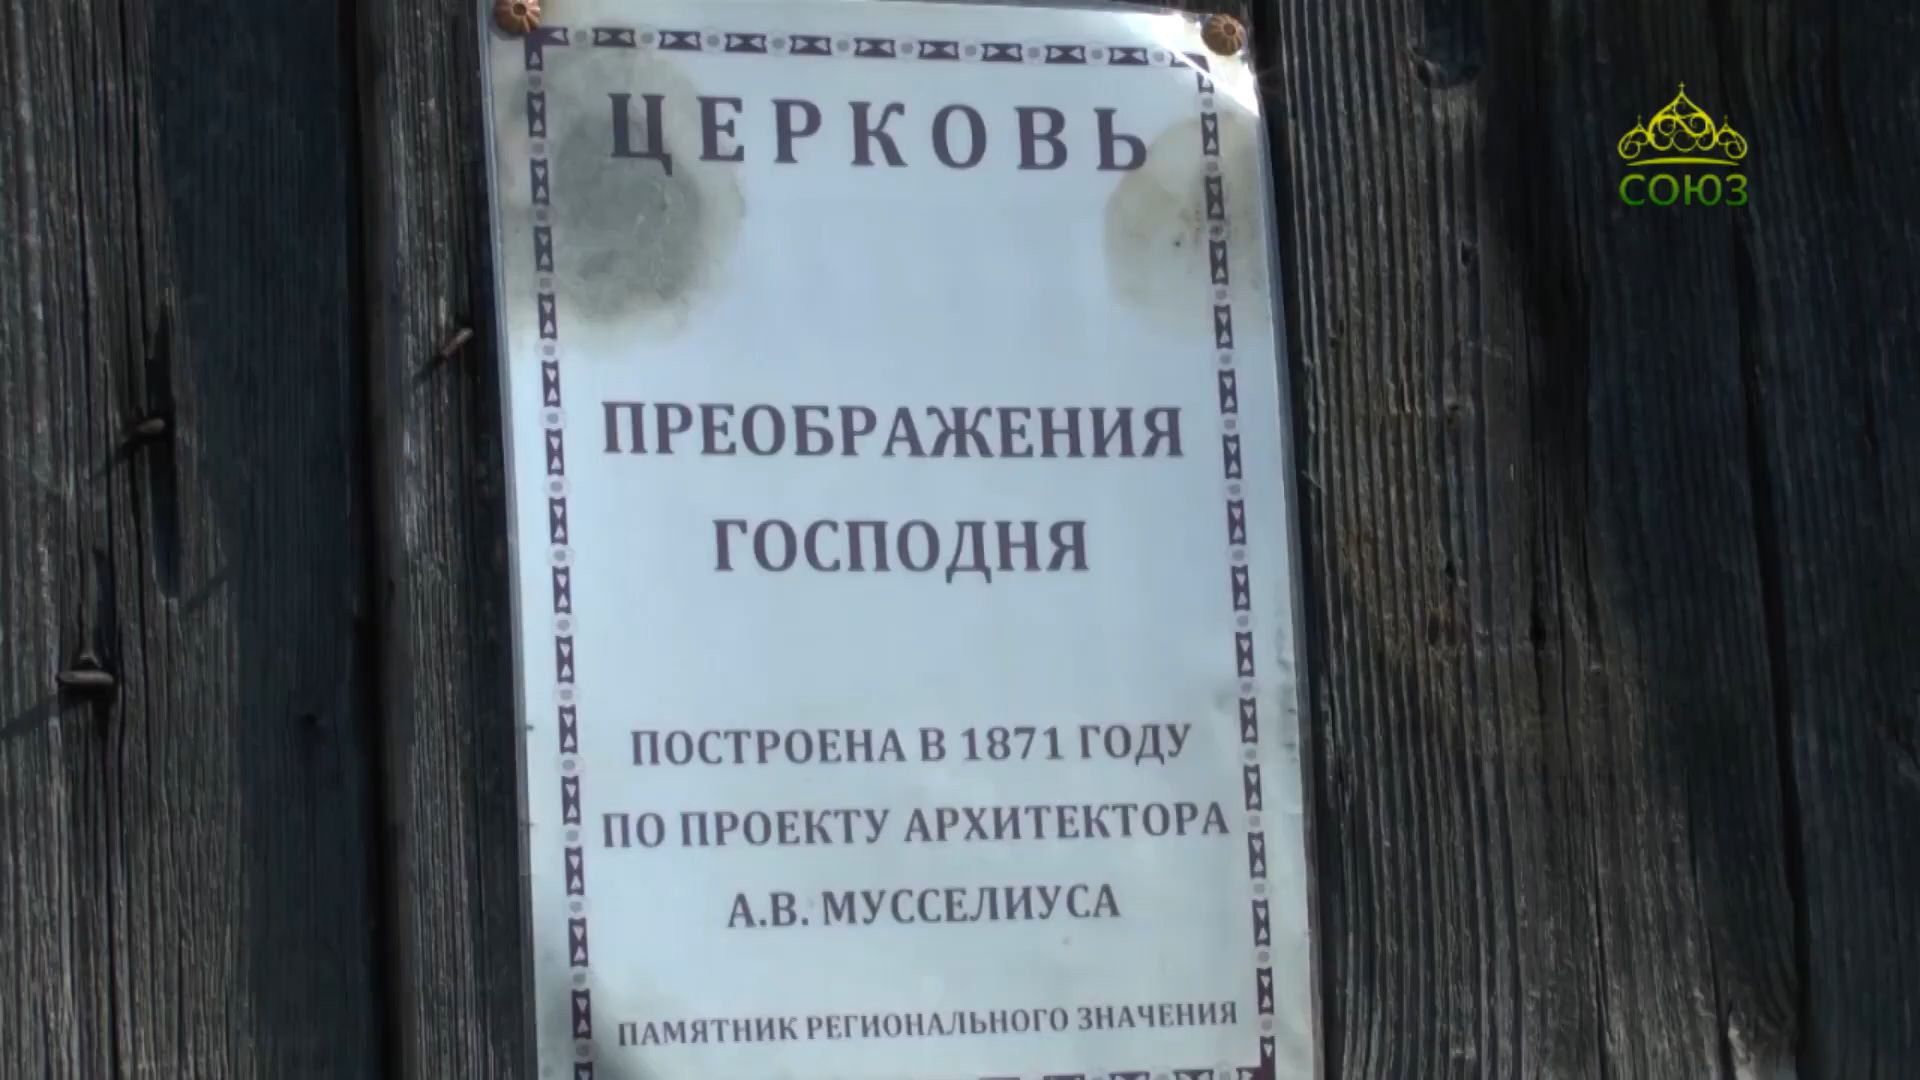 ЦЕРКОВЬ
СОЮЗ
ПРЕОБРАЖЕНИЯ
ГОСПОДНЯ
ПОСТРОЕНА В 1871 ГОДУ
ПО ПРОЕКТУ АРХИТЕКТОРА
А.В. МУССЕЛИУСА
ПАМЯТНИК РЕГИОНАЛЬНОГО ЗНАЧЕНИЯ